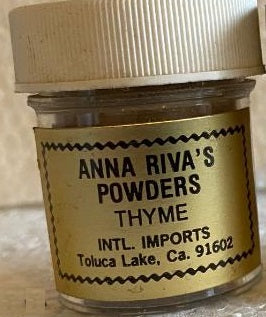 ANNA RIVA'S
POWDERS
THYME
INTL. IMPORTS
Toluca Lake, Ca. 91602